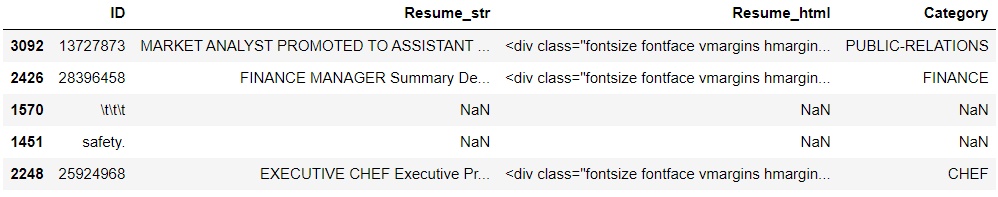 ID Resume_str Resume_html Category
3092 13727873 MARKET ANALYST PROMOTED TO ASSISTANT ... <div class="fontsize fontface vmargins hmargin... PUBLIC-RELATIONS
2426 28396458 FINANCE MANAGER Summary De... <div class="fontsize fontface vmargins hmargin... FINANCE
1570 \t\t\t NaN NaN NaN
1451 safety. NaN NaN NaN
2248 25924968 EXECUTIVE CHEF Executive Pr... <div class="fontsize fontface vmargins hmargin... CHEF